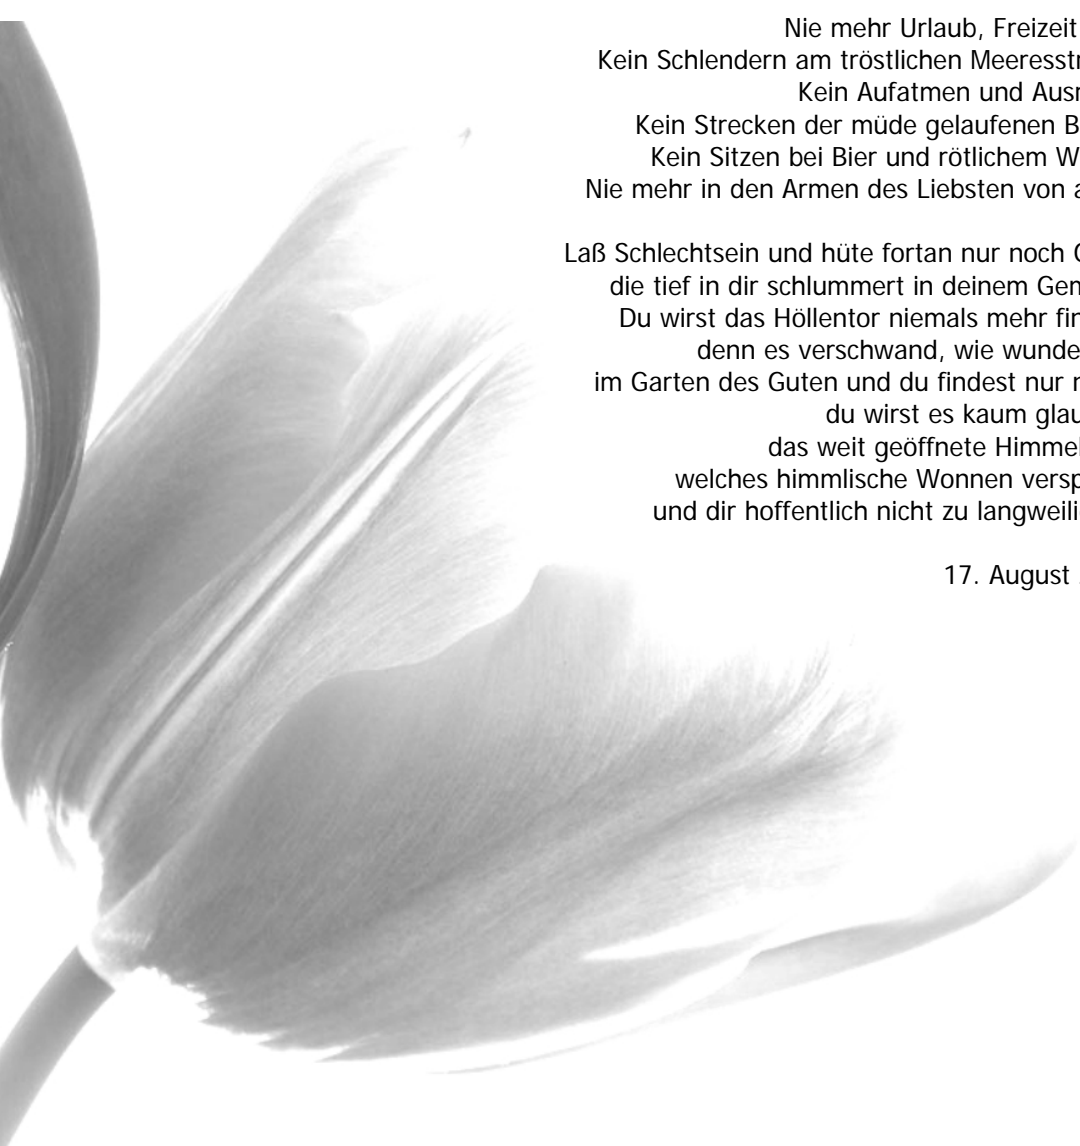 Nie mehr Urlaub, Freizeit
Kein Schlendern am tröstlichen Meeresstr
Kein Aufatmen und Ausr
Kein Strecken der müde gelaufenen B
Kein Sitzen bei Bier und rötlichem W
Nie mehr in den Armen des Liebsten von a
Laß Schlechtsein und hüte fortan nur noch
die tief in dir schlummert in deinem Gem
Du wirst das Höllentor niemals mehr fin
denn es verschwand, wie wunde
im Garten des Guten und du findest nur
du wirst es kaum glau
das weit geöffnete Himmel
welches himmlische Wonnen versp
und dir hoffentlich nicht zu langweili
17. August